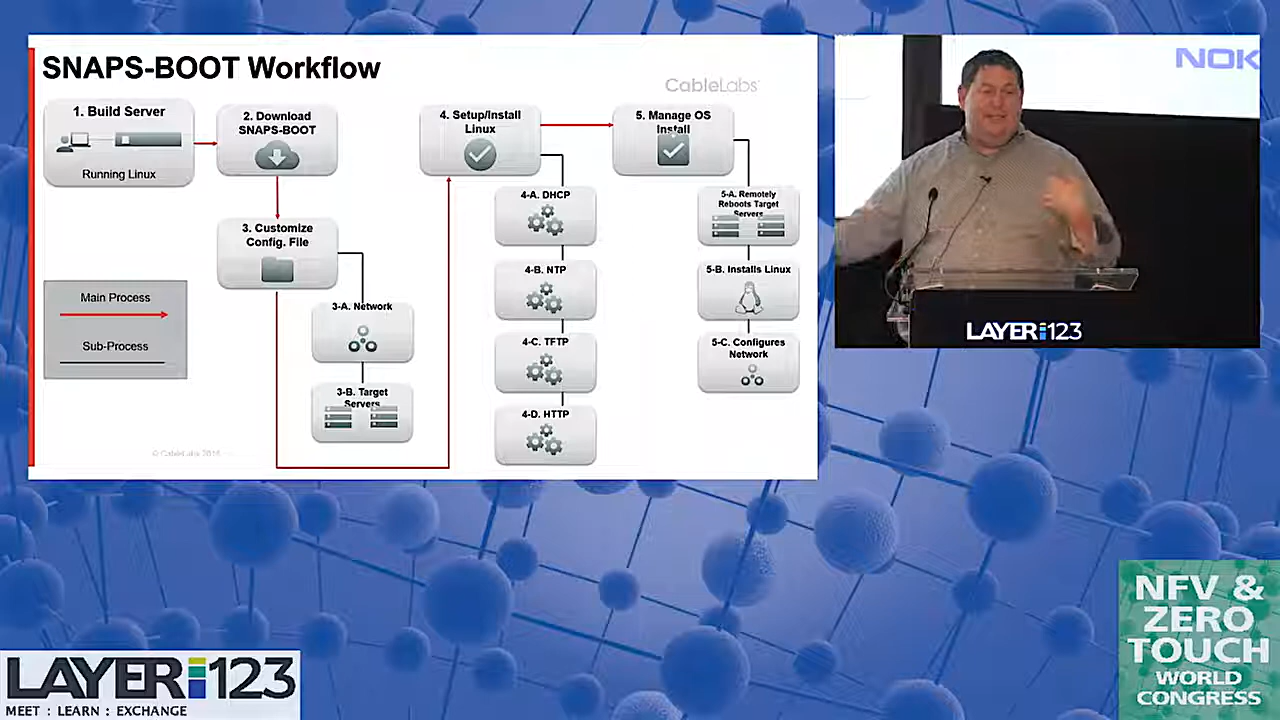 SNAPS-BOOT Workflow
CableLabs
1. Build Server
Running Linux
2. Download
SNAPS-BOOT
3. Customize
Config. File
3-A. Network
3-B. Target
Servers
4. Setup/Install
Linux
4-A. DHCP
4-B. NTP
4-C. TFTP
4-D. HTTP
5. Manage OS
Install
5-A. Remotely
Reboots Target
Servers
5-B. Installs Linux
5-C. Configures
Network
Main Process
Sub-Process
© CableLabs 2016
NOK
LAYER123
LAYER123
MEET : LEARN : EXCHANGE
NFV &
ZERO
TOUCH
WORLD
CONGRESS